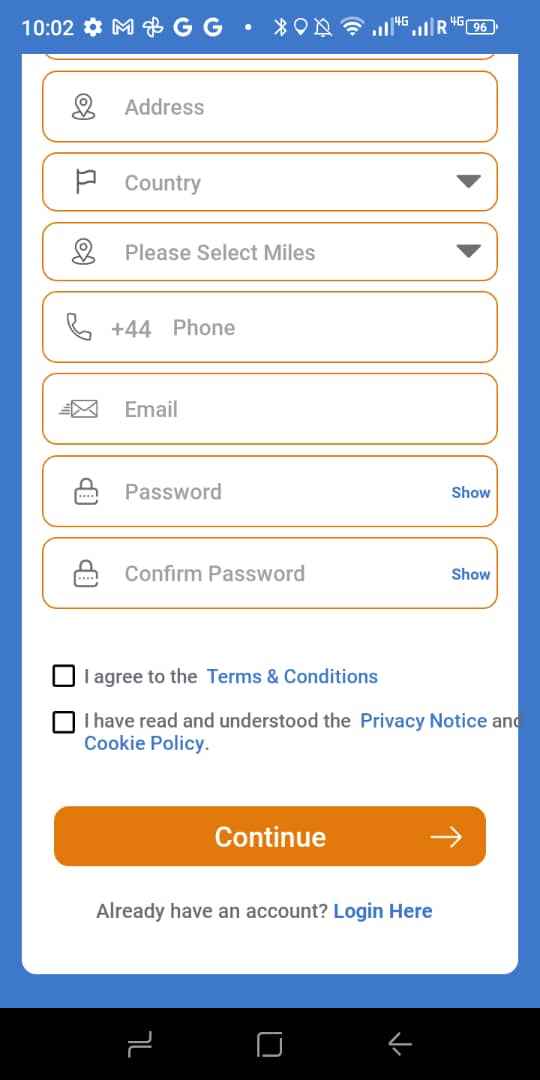 10:02 4G R 4G 96
Address
Country
Please Select Miles
+44 Phone
Email
Password Show
Confirm Password Show
I agree to the Terms & Conditions
I have read and understood the Privacy Notice and
Cookie Policy.
Continue
Already have an account? Login Here